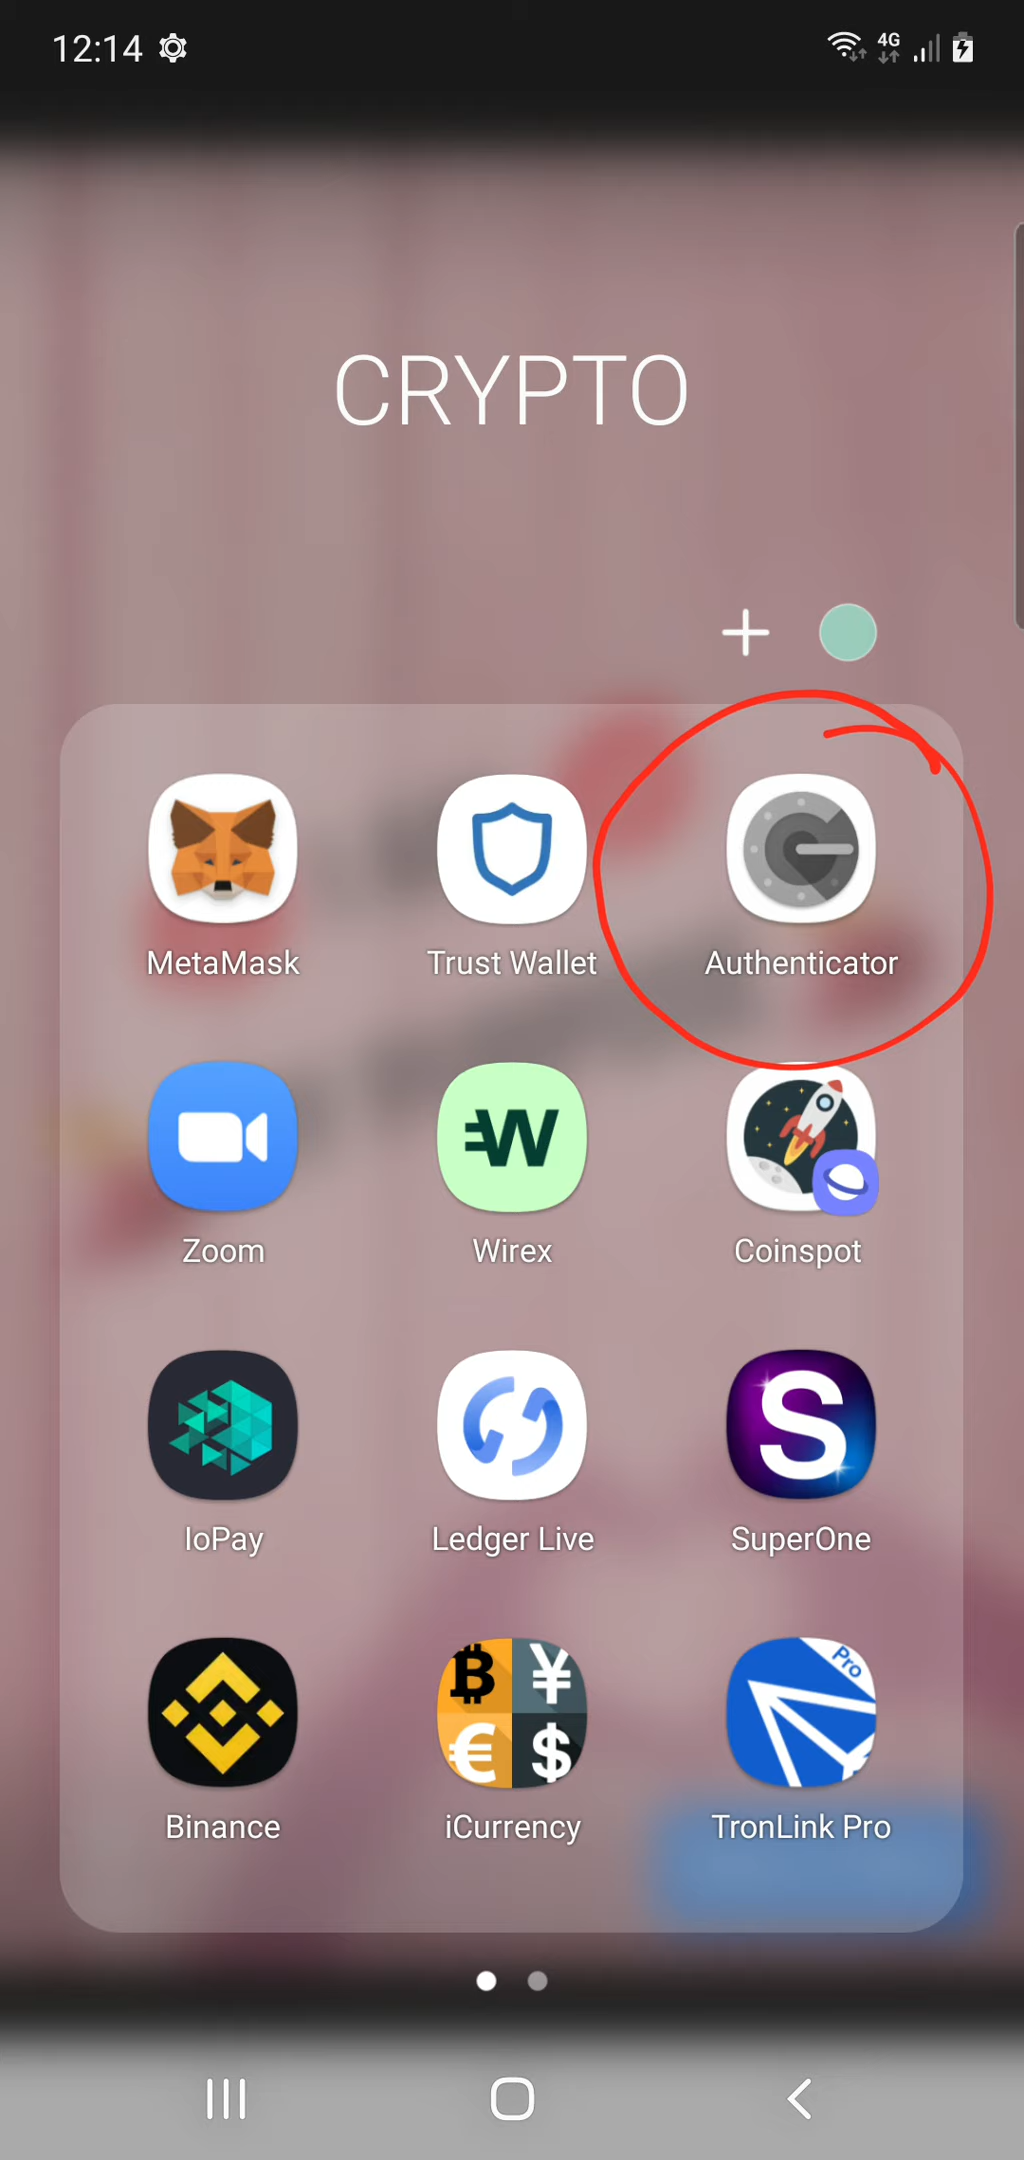 12:14
4G
CRYPTO
MetaMask
Trust Wallet
Authenticator
Zoom
Wirex
Coinspot
S
Pro
IoPay
Ledger Live
SuperOne
Binance
iCurrency
TronLink Pro